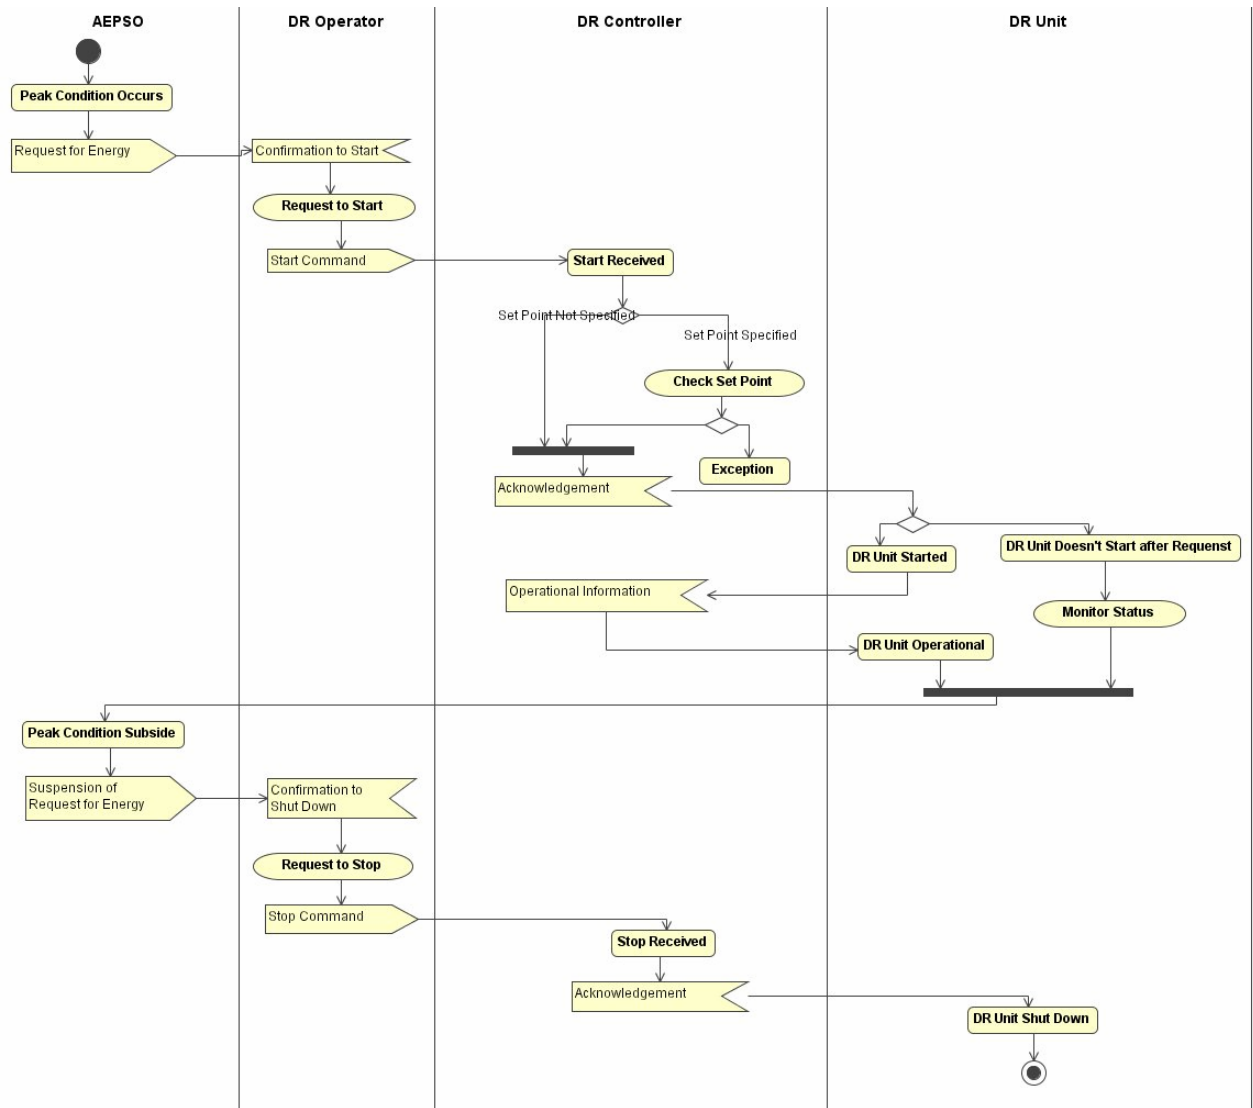 AEPSO
DR Operator
DR Controller
DR Unit
Peak Condition Occurs
Request for Energy
Confirmation to Start
Request to Start
Start Command
Start Received
Set Point Not Specified
Set Point Specified
Check Set Point
Exception
Acknowledgement
DR Unit Started
DR Unit Doesn't Start after Requenst
Operational Information
Monitor Status
DR Unit Operational
Peak Condition Subside
Suspension of
Request for Energy
Confirmation to
Shut Down
Request to Stop
Stop Command
Stop Received
Acknowledgement
DR Unit Shut Down